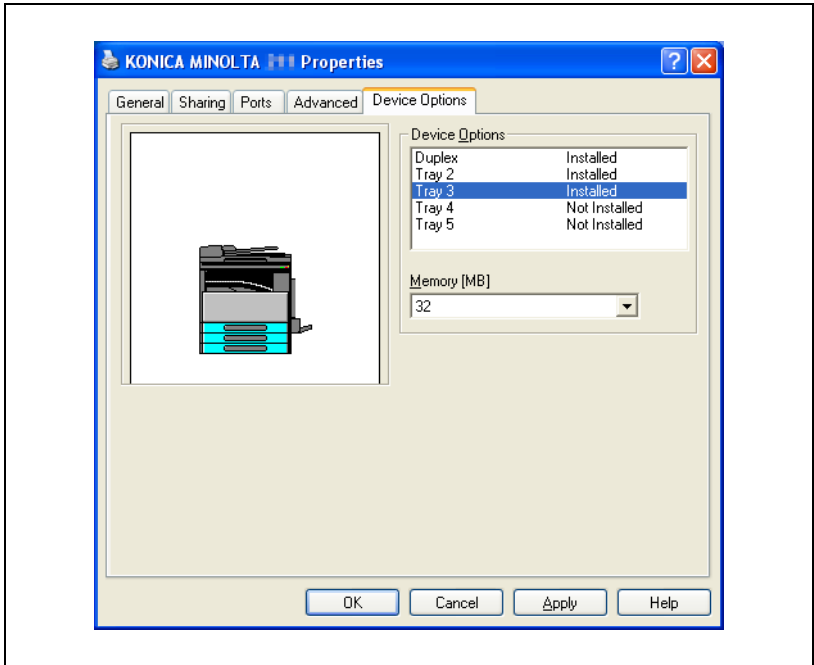 KONICA MINOLTA Properties
General Sharing Ports Advanced Device Options
Device Options
Duplex Installed
Tray 2 Installed
Tray 3 Installed
Tray 4 Not Installed
Tray 5 Not Installed
Memory [MB]
32
OK Cancel Apply Help